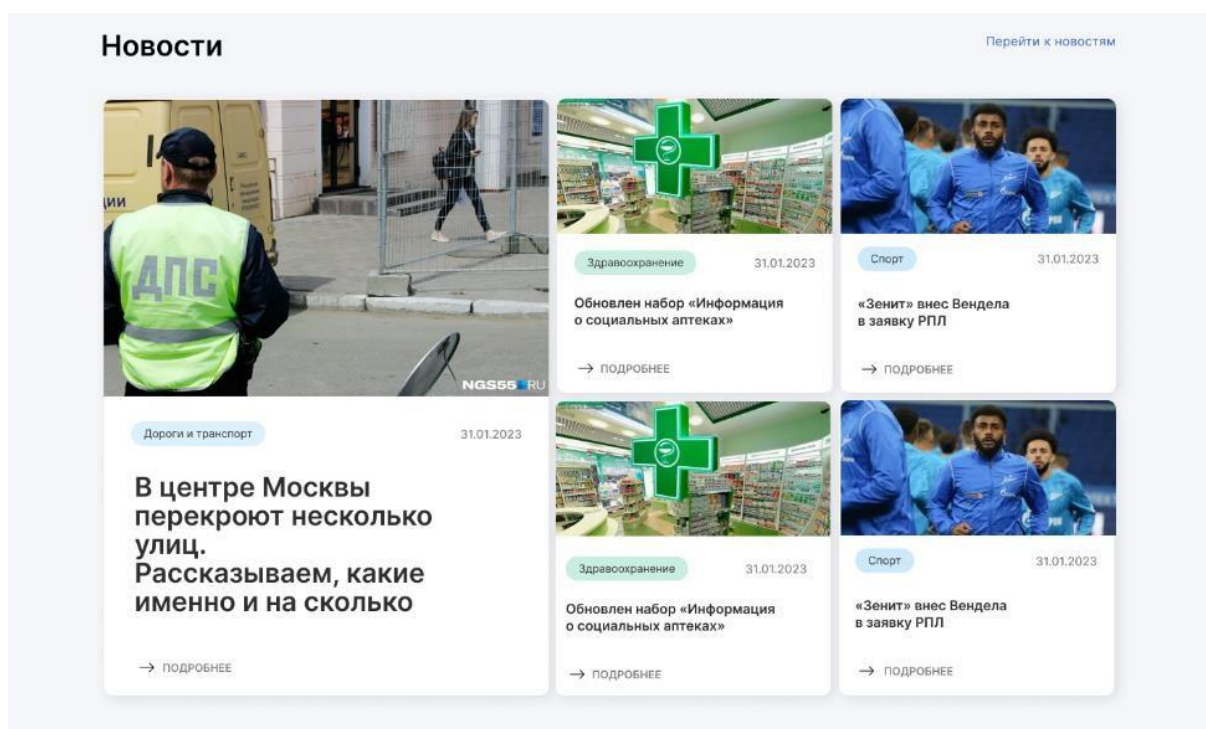 Новости
Перейти к новостям
ДПС
ЦИИ
NGS55 RU
Дороги и транспорт
31.01.2023
В центре Москвы
перекроют несколько
улиц.
Рассказываем, какие
именно и на сколько
ПОДРОБНЕЕ
Здравоохранение
31.01.2023
Обновлен набор «Информация
о социальных аптеках»
ПОДРОБНЕЕ
Спорт
31.01.2023
«Зенит» внес Вендела
в заявку РПЛ
ПОДРОБНЕЕ
Здравоохранение
31.01.2023
Обновлен набор «Информация
о социальных аптеках»
ПОДРОБНЕЕ
Спорт
31.01.2023
«Зенит» внес Вендела
в заявку РПЛ
ПОДРОБНЕЕ